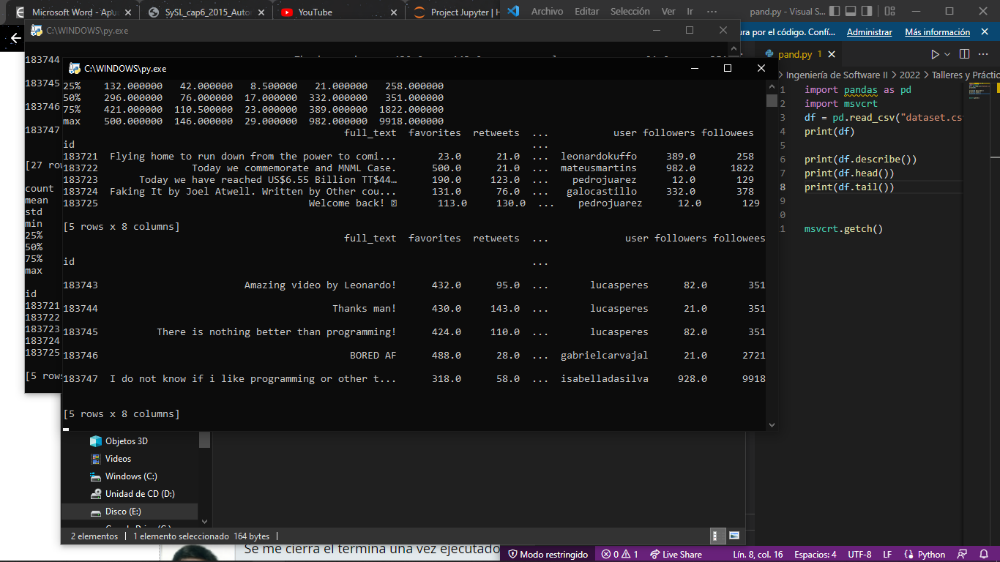 Microsoft Word - Apu
SySL_cap6_2015_Auto
YouTube
Project Jupyter | H
Archivo Editar Selección Ver Ir ··· pand.py - Visual S...
C:\WINDOWS\py.exe
ura por el código. Confí... Administrar Más información
183744
183745
183746
183747
[27 rov
count
mean
std
min
25%
50%
75%
max
id
183721
183722
183723
183724
183725
[5 rows
C:\WINDOWS\py.exe
25% 132.000000 42.000000 8.500000 21.000000 258.000000
50% 296.000000 76.000000 17.000000 332.000000 351.000000
75% 421.000000 110.500000 23.000000 389.000000 1822.000000
max 500.000000 146.000000 29.000000 982.000000 9918.000000
full_text favorites retweets ... user followers followees
id ...
183721 Flying home to run down from the power to comi... 23.0 21.0 ... leonardokuffo 389.0 258
183722 Today we commemorate and MNML Case. 500.0 21.0 ... mateusmartins 982.0 1822
183723 Today we have reached US$6.55 Billion TT$44… 190.0 123.0 ... pedrojuarez 12.0 129
183724 Faking It by Joel Atwell. Written by Other cou... 131.0 76.0 ... galocastillo 332.0 378
183725 Welcome back! 113.0 130.0 ... pedrojuarez 12.0 129
[5 rows x 8 columns]
full_text favorites retweets ... user followers followees
id ...
183743 Amazing video by Leonardo! 432.0 95.0 ... lucasperes 82.0 351
183744 Thanks man! 430.0 143.0 ... lucasperes 21.0 351
183745 There is nothing better than programming! 424.0 110.0 ... lucasperes 82.0 351
183746 BORED AF 488.0 28.0 ... gabrielcarvajal 21.0 2721
183747 I do not know if i like programming or other t... 318.0 58.0 ... isabelladasilva 928.0 9918
[5 rows x 8 columns]
pand.py 1
Ingeniería de Software II > 2022 > Talleres y Práctic
1 import pandas as pd
2 import msvcrt
3 df = pd.read_csv("dataset.cs
4 print(df)
5
6 print(df.describe())
7 print(df.head())
8 print(df.tail())
9
0
1 msvcrt.getch()
Objetos 3D
Videos
Windows (C:)
Unidad de CD (D:)
Disco (E:)
2 elementos 1 elemento seleccionado 164 bytes
Se me cierra el termina una vez ejecutado
Modo restringido 0 1 Live Share Lín. 8, col. 16 Espacios: 4 UTF-8 LF Python